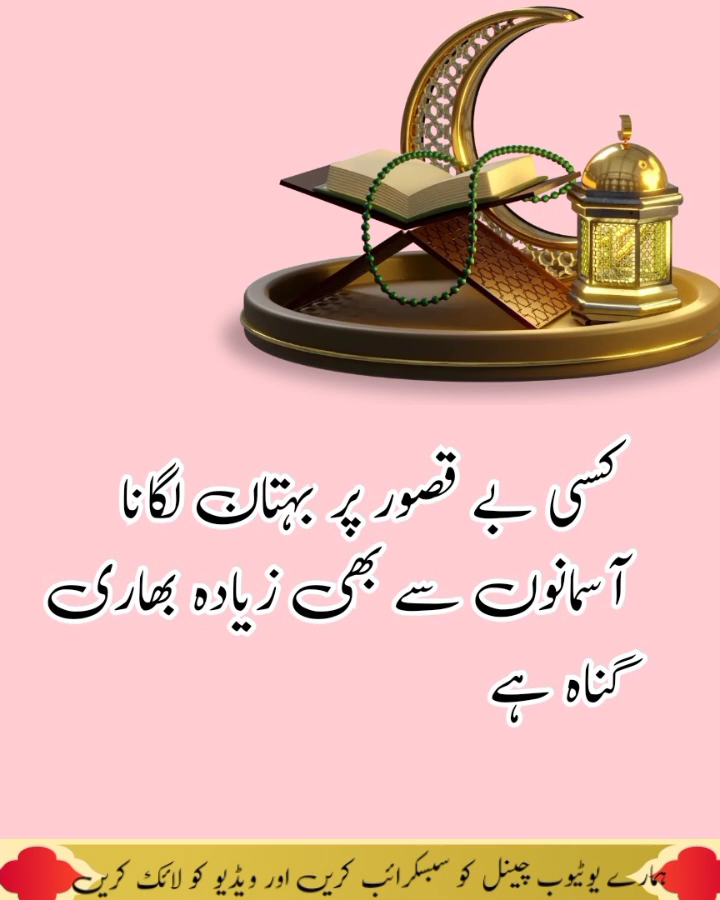 کسی بے قصور پر بہتان لگانا
آسمانوں سے بھی زیادہ بھاری
گناہ ہے
ہمارے یوٹیوب چینل کو سبسکرائب کریں اور ویڈیو کو لائک کریں